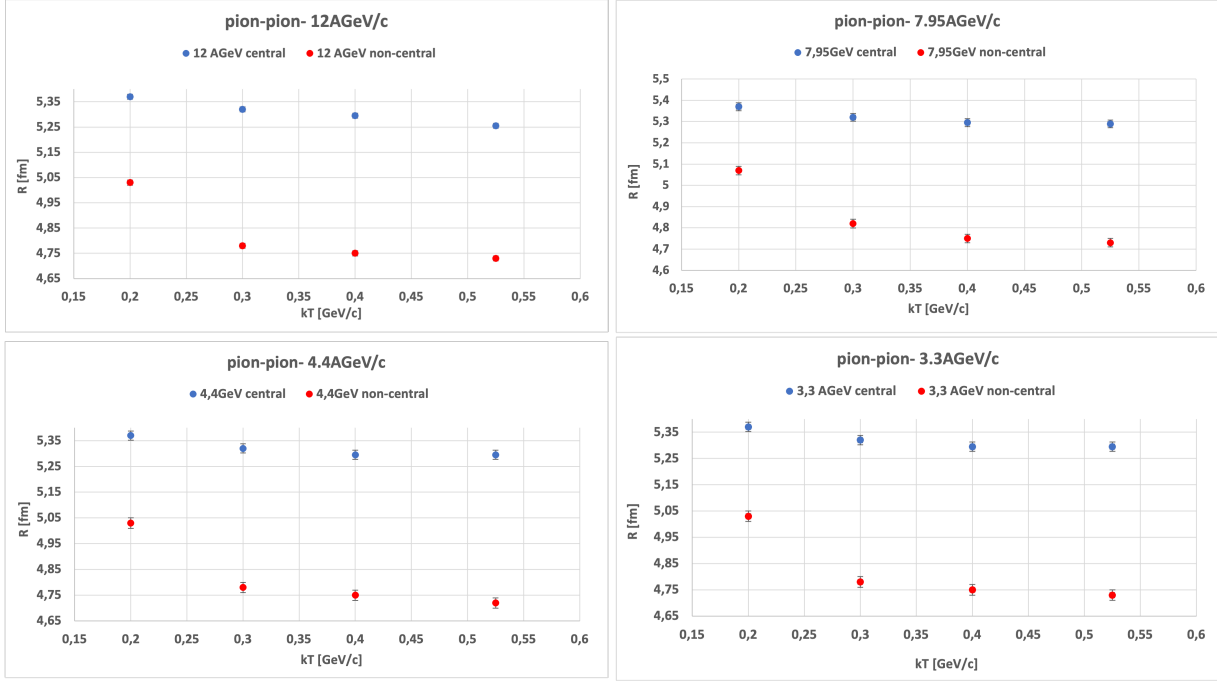 pion-pion- 12AGeV/c
12 AGeV central 12 AGeV non-central
5,35
5,25
5,15
5,05
4,95
4,85
4,75
4,65
R [fm]
0,15 0,2 0,25 0,3 0,35 0,4 0,45 0,5 0,55 0,6
kT [GeV/c]
pion-pion- 7.95AGeV/c
7,95GeV central 7,95GeV non-central
5,5
5,4
5,3
5,2
5,1
5
4,9
4,8
4,7
4,6
R [fm]
0,15 0,2 0,25 0,3 0,35 0,4 0,45 0,5 0,55 0,6
kT [GeV/c]
pion-pion- 4.4AGeV/c
4,4GeV central 4,4GeV non-central
5,35
5,25
5,15
5,05
4,95
4,85
4,75
4,65
R [fm]
0,15 0,2 0,25 0,3 0,35 0,4 0,45 0,5 0,55 0,6
kT [GeV/c]
pion-pion- 3.3AGeV/c
3,3 AGeV central 3,3 AGeV non-central
5,35
5,25
5,15
5,05
4,95
4,85
4,75
4,65
R [fm]
0,15 0,2 0,25 0,3 0,35 0,4 0,45 0,5 0,55 0,6
kT [GeV/c]